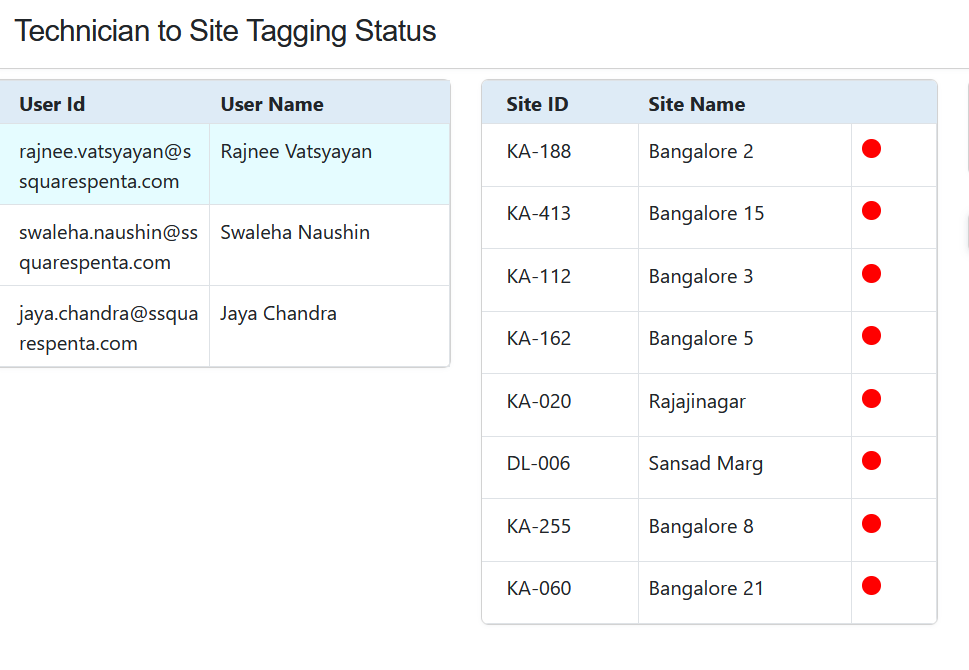 Technician to Site Tagging Status
User Id User Name
rajnee.vatsyayan@s Rajnee Vatsyayan
squarespenta.com
swaleha.naushin@ss Swaleha Naushin
quarespenta.com
jaya.chandra@ssqua Jaya Chandra
respenta.com
Site ID Site Name
KA-188 Bangalore 2
KA-413 Bangalore 15
KA-112 Bangalore 3
KA-162 Bangalore 5
KA-020 Rajajinagar
DL-006 Sansad Marg
KA-255 Bangalore 8
KA-060 Bangalore 21